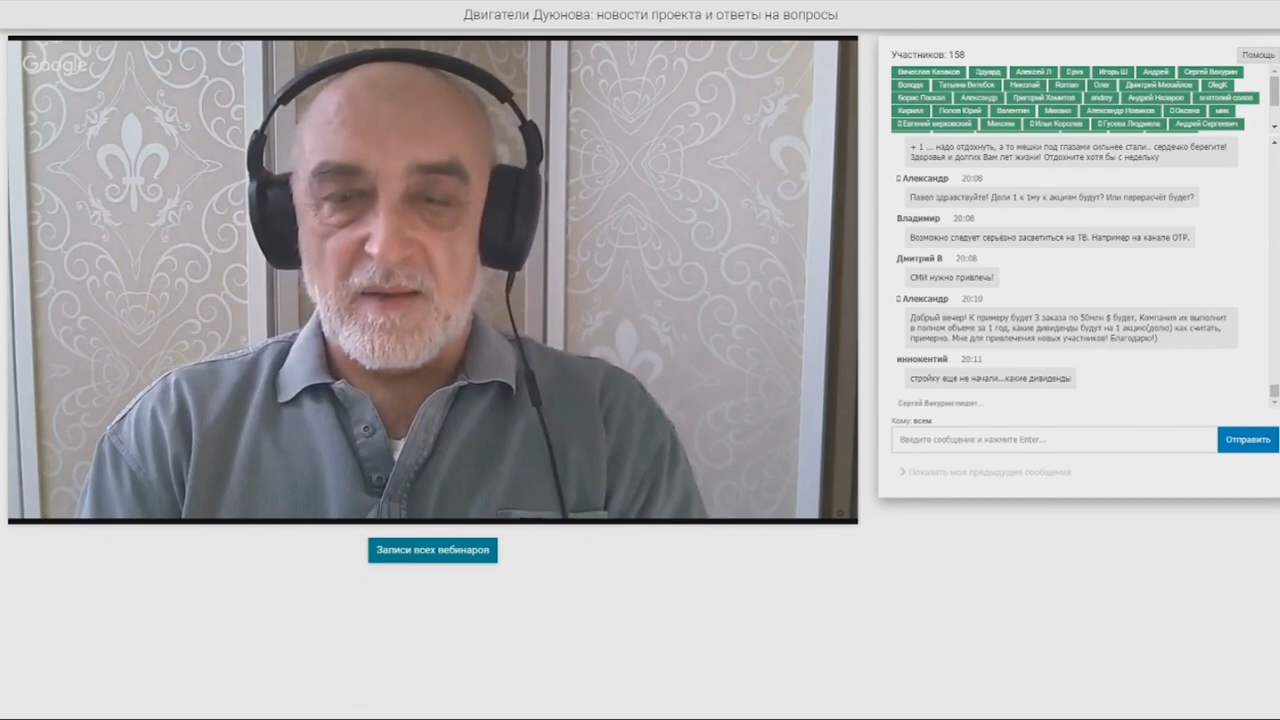 Двигатели Дуюнова: новости проекта и ответы на вопросы
Google
Участников: 158
Помощь
Вячеслав Казаков Эдуард Алексей Л pvs Игорь Ш Андрей Сергей Вакурин
Володя Татьяна Витебск Николай Roman Олег Дмитрий Михайлов OlegK
Борис Паскал Александр Григорий Хамитов andrey Андрей Назаров анатолий солов
Кирилл Попов Юрий Валентин Михаил Александр Новиков Оксана мик
Евгений верховский Максим Илья Королев Гусева Людмила Андрей Сергеевич
+ 1 ... надо отдохнуть, а то мешки под глазами сильнее стали.. сердечко берегите!
Здоровья и долгих Вам лет жизни! Отдохните хотя бы с недельку
Александр 20:08
Павел здравствуйте! Доли 1 к 1му к акциям будут? Или перерасчёт будет?
Владимир 20:08
Возможно следует серьёзно засветиться на ТВ. Например на канале ОТР.
Дмитрий В 20:08
СМИ нужно привлечь!
Александр 20:10
Добрый вечер! К примеру будет 3 заказа по 50млн $ будет, Компания их выполнит
в полном объеме за 1 год, какие дивиденды будут на 1 акцию(долю) как считать,
примерно. Мне для привлечения новых участников! Благодарю!)
иннокентий 20:11
стройку еще не начали...какие дивиденды
Сергей Вакурин пишет...
Кому: всем
Введите сообщение и нажмите Enter...
Отправить
Показать мои предыдущие сообщения
Записи всех вебинаров